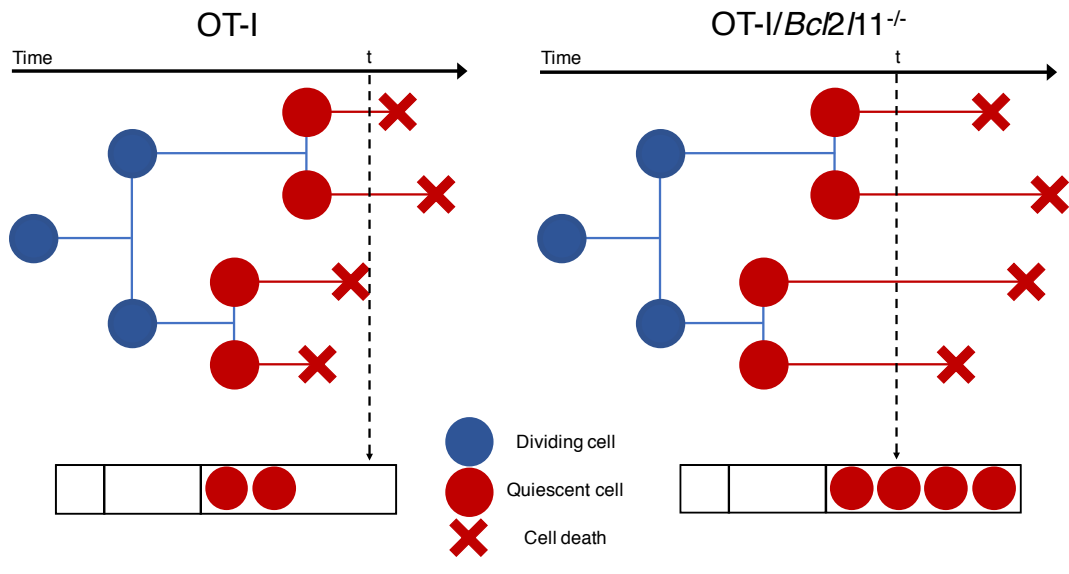 OT-I
OT-I/Bcl2l11-/-
Time
t
Time
t
Dividing cell
Quiescent cell
Cell death